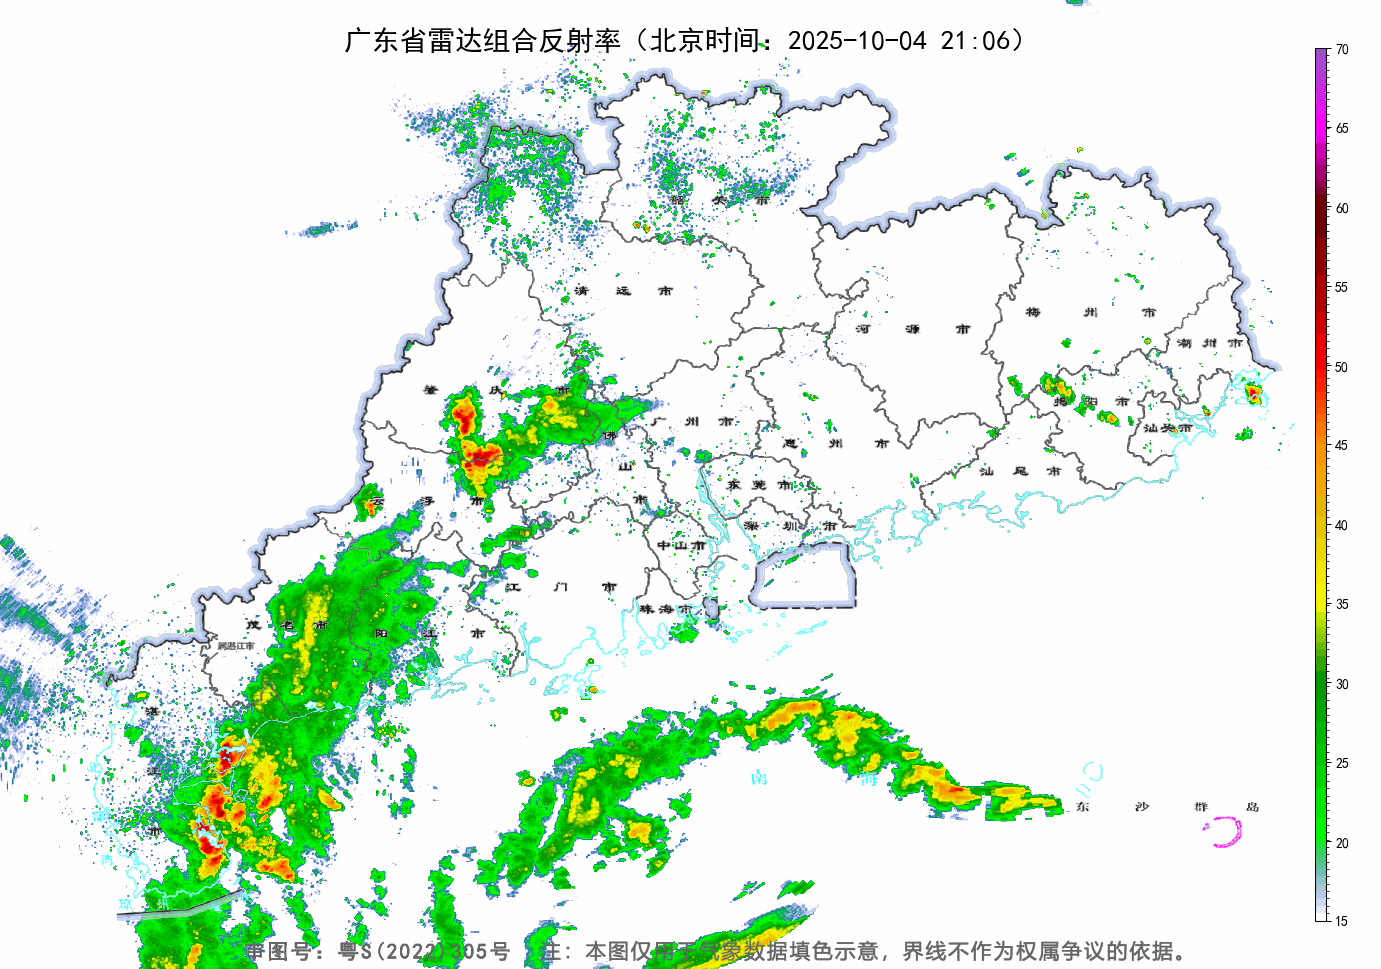 广东省雷达组合反射率（北京时间：2025-10-04 21:06）
70
65
60
55
50
45
40
35
30
25
20
15
韶关市
清远市
河源市
梅州市
潮州市
肇庆市
揭阳市
汕头市
广州市
佛山市
惠州市
汕尾市
东莞市
云浮市
深圳市
中山市
江门市
珠海市
茂名市
属湛江市
阳江市
湛江市
北部湾
南海
东沙群岛
琼州
审图号：粤S(2022)305号 注：本图仅用于气象数据填色示意，界线不作为权属争议的依据。